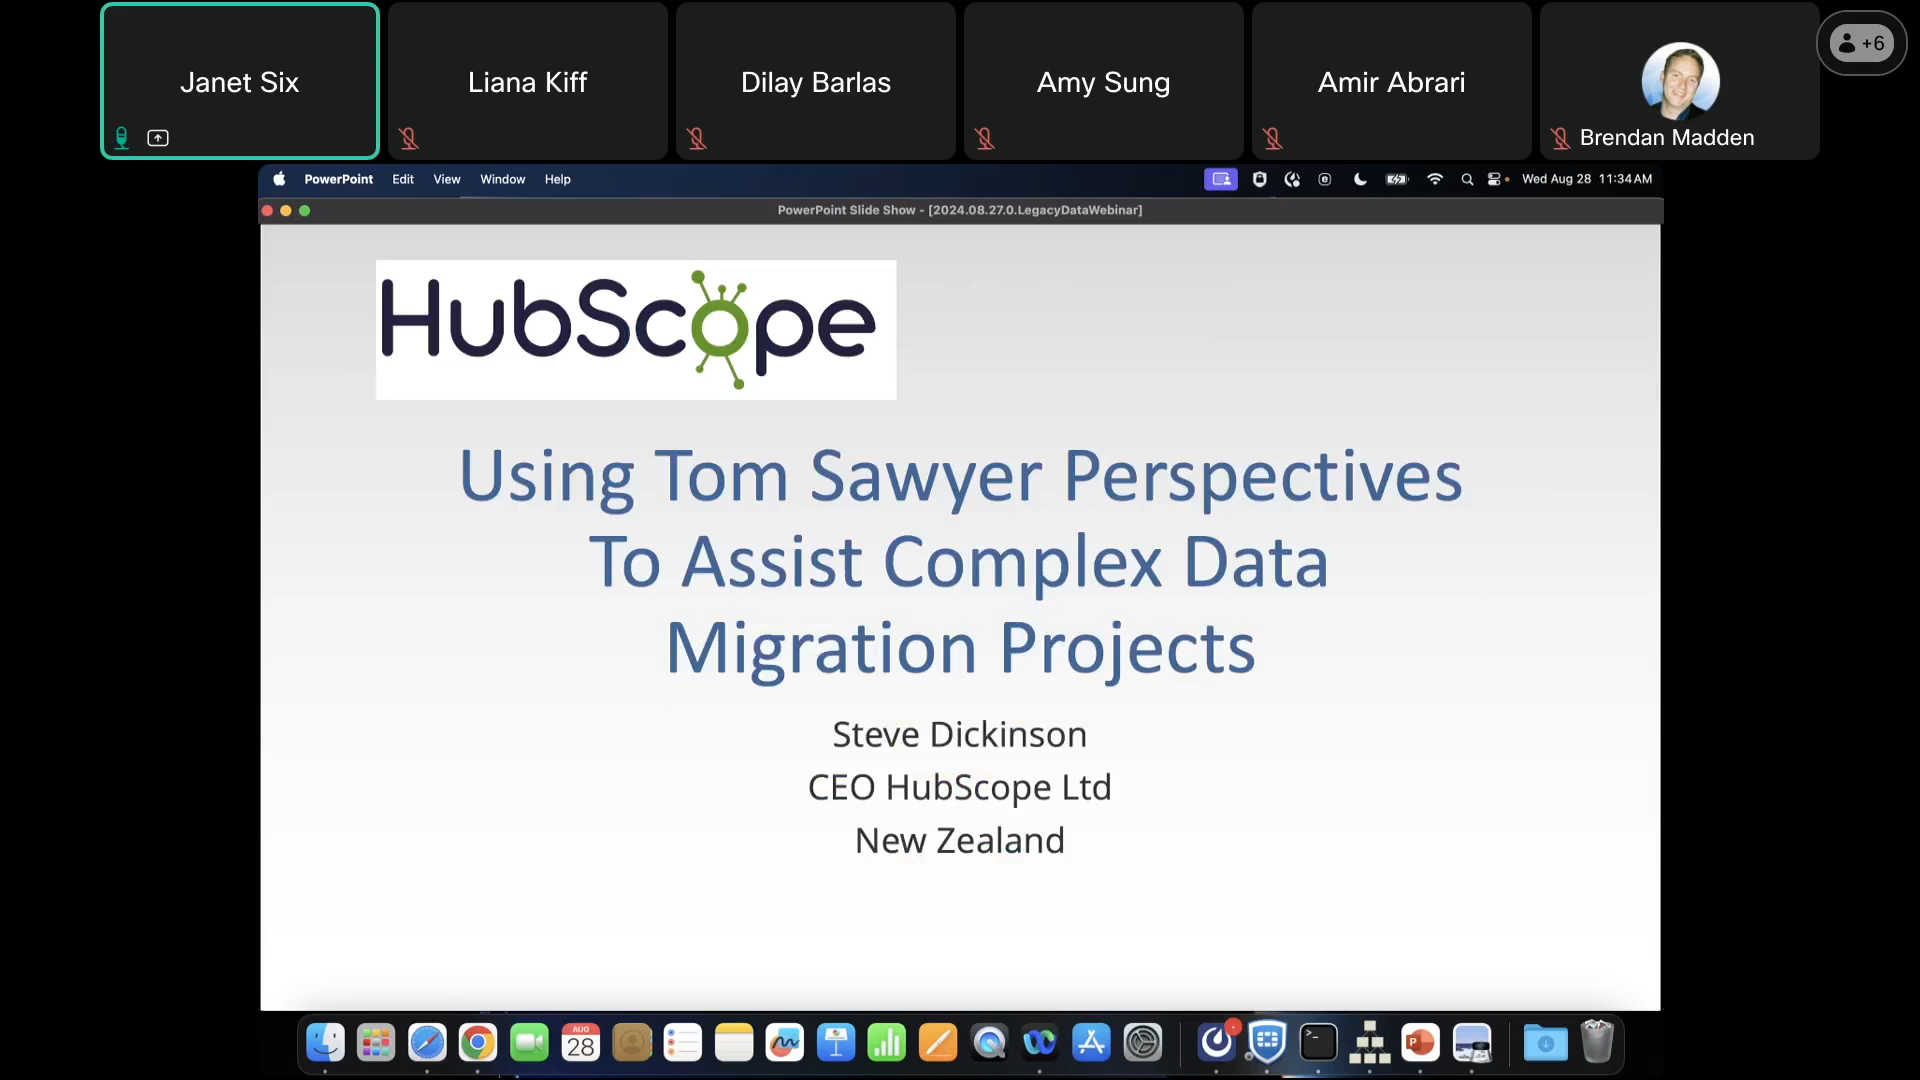 Janet Six
Liana Kiff
Dilay Barlas
Amy Sung
Amir Abrari
Brendan Madden
+6
PowerPoint Edit View Window Help
Wed Aug 28 11:34 AM
PowerPoint Slide Show - [2024.08.27.0.LegacyDataWebinar]
HubScope
Using Tom Sawyer Perspectives
To Assist Complex Data
Migration Projects
Steve Dickinson
CEO HubScope Ltd
New Zealand
AUG
28